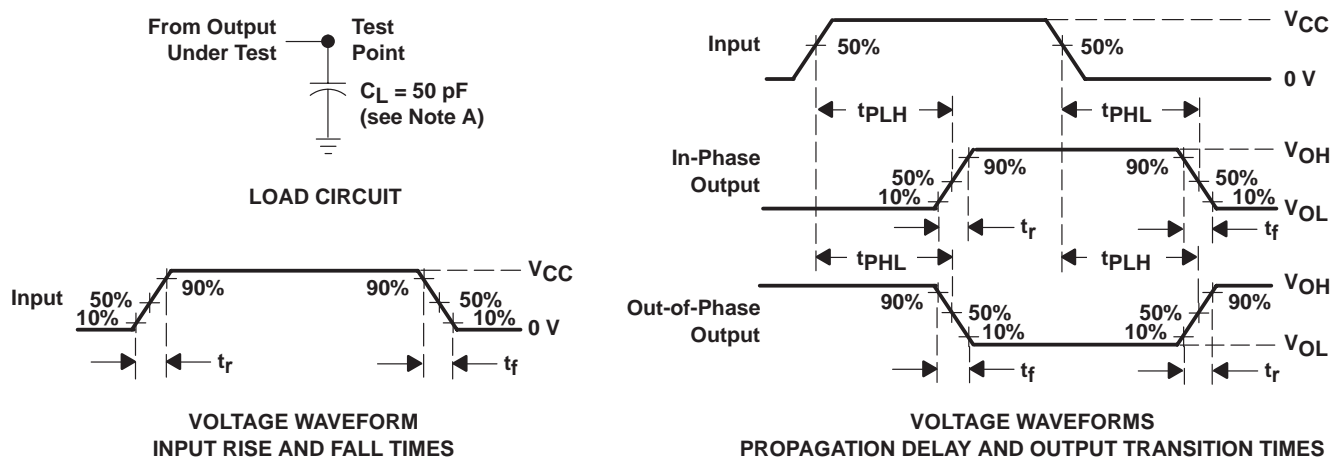 From Output
Under Test
Test
Point
CL = 50 pF
(see Note A)
LOAD CIRCUIT
Input
50%
10%
90%
90%
50%
10%
VCC
0 V
tr
tf
VOLTAGE WAVEFORM
INPUT RISE AND FALL TIMES
Input
50%
50%
VCC
0 V
tPLH
tPHL
In-Phase
Output
50%
10%
90%
90%
50%
10%
VOH
VOL
tr
tf
tPHL
tPLH
Out-of-Phase
Output
90%
50%
10%
50%
10%
90%
VOH
VOL
tf
tr
VOLTAGE WAVEFORMS
PROPAGATION DELAY AND OUTPUT TRANSITION TIMES